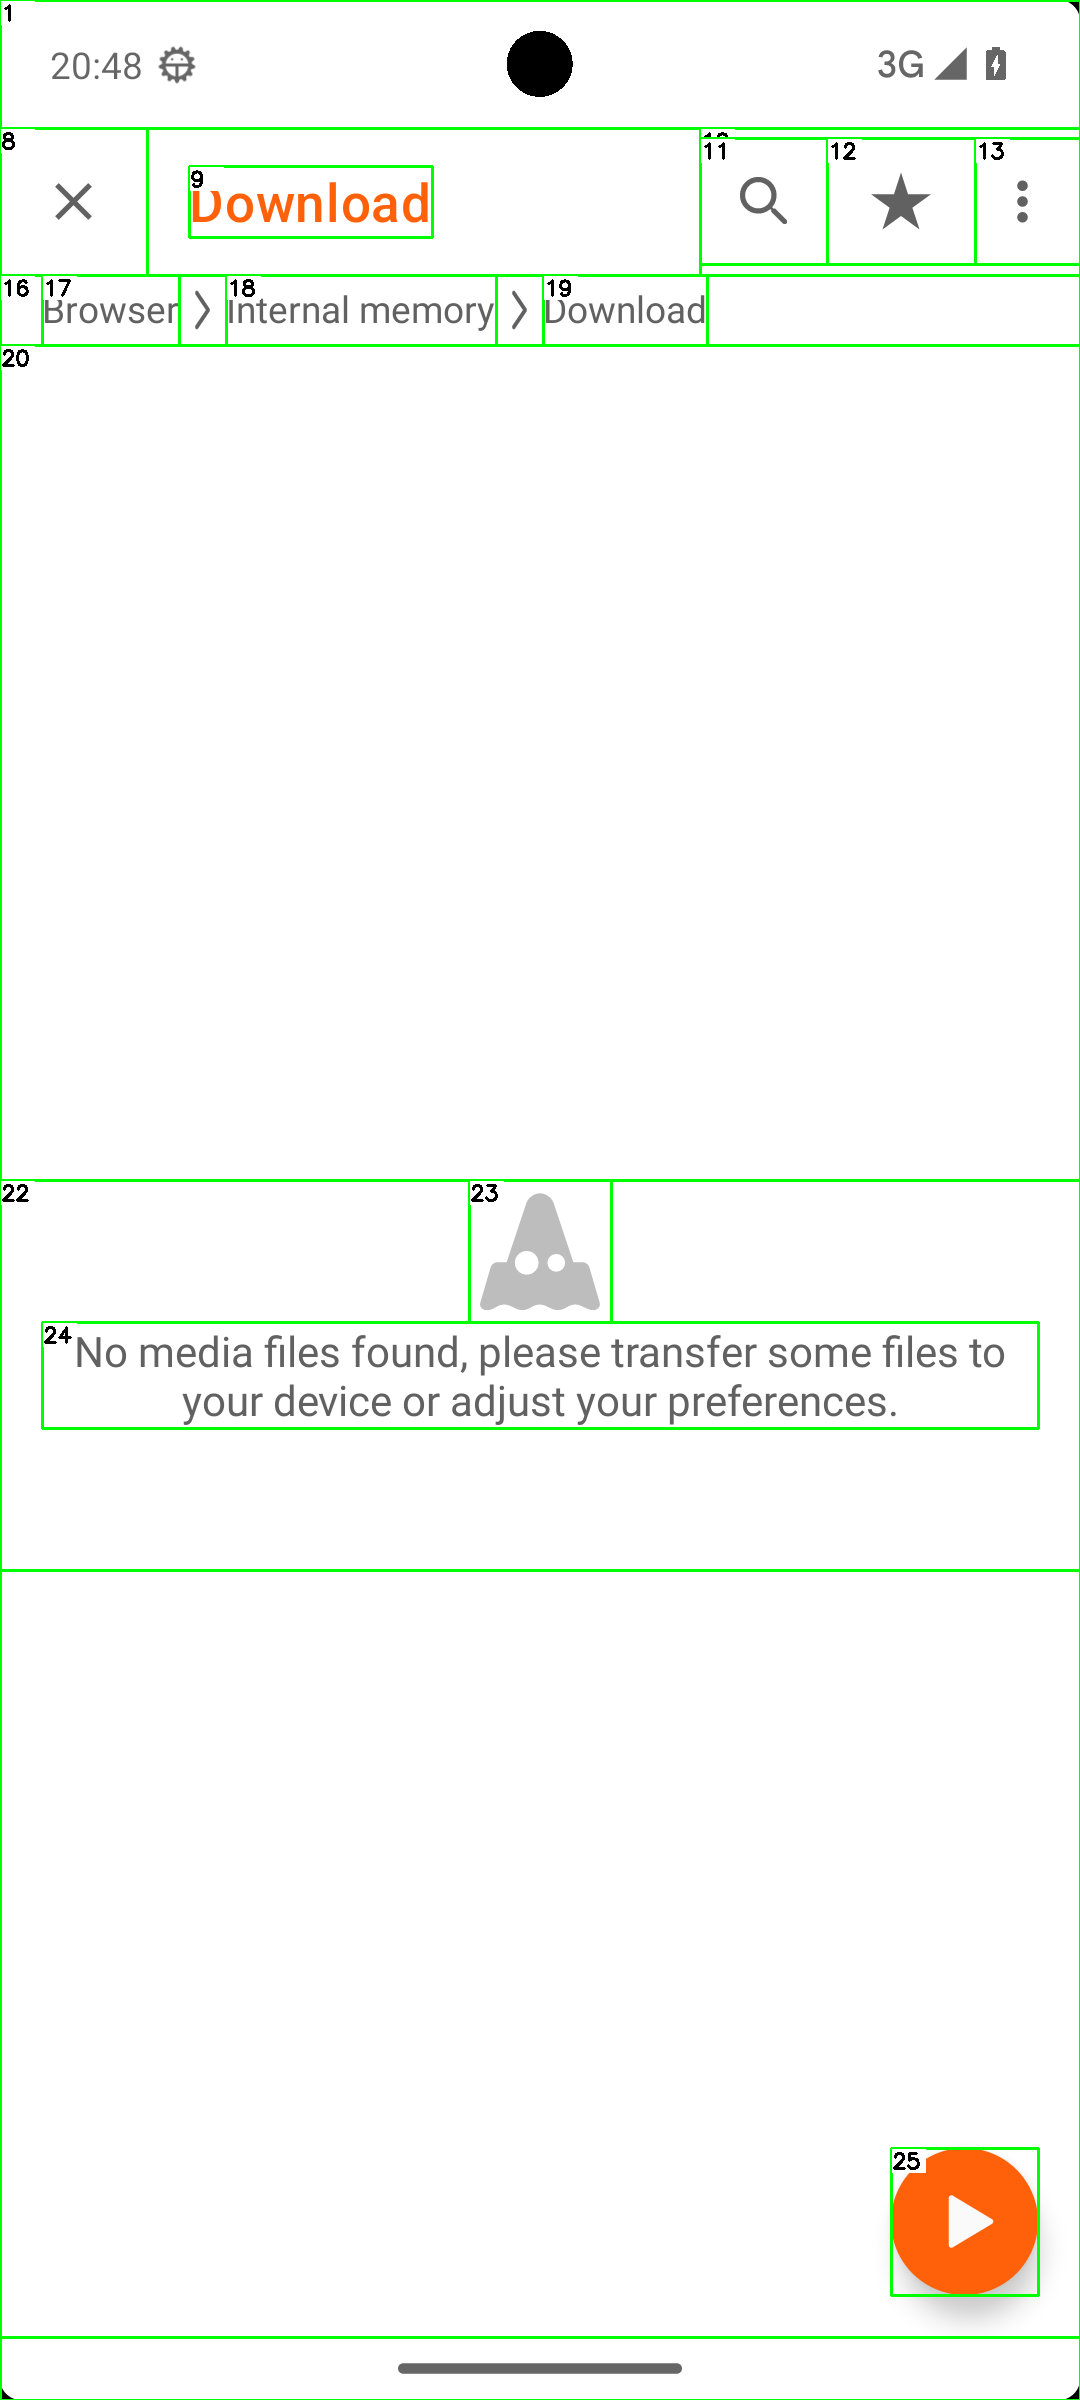 1
20:48 3G
8 9 Download 11 12 13
16 17 Browser 18 Internal memory 19 Download
20
22 23
24 No media files found, please transfer some files to
your device or adjust your preferences.
25